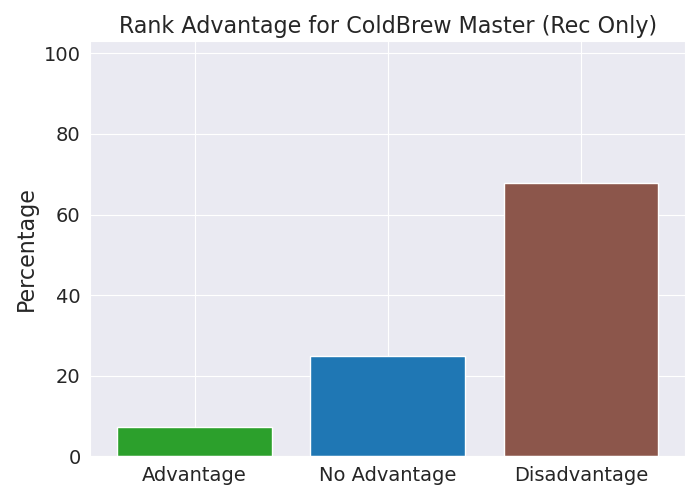 Rank Advantage for ColdBrew Master (Rec Only)
100
80
60
40
20
0
Percentage
Advantage
No Advantage
Disadvantage